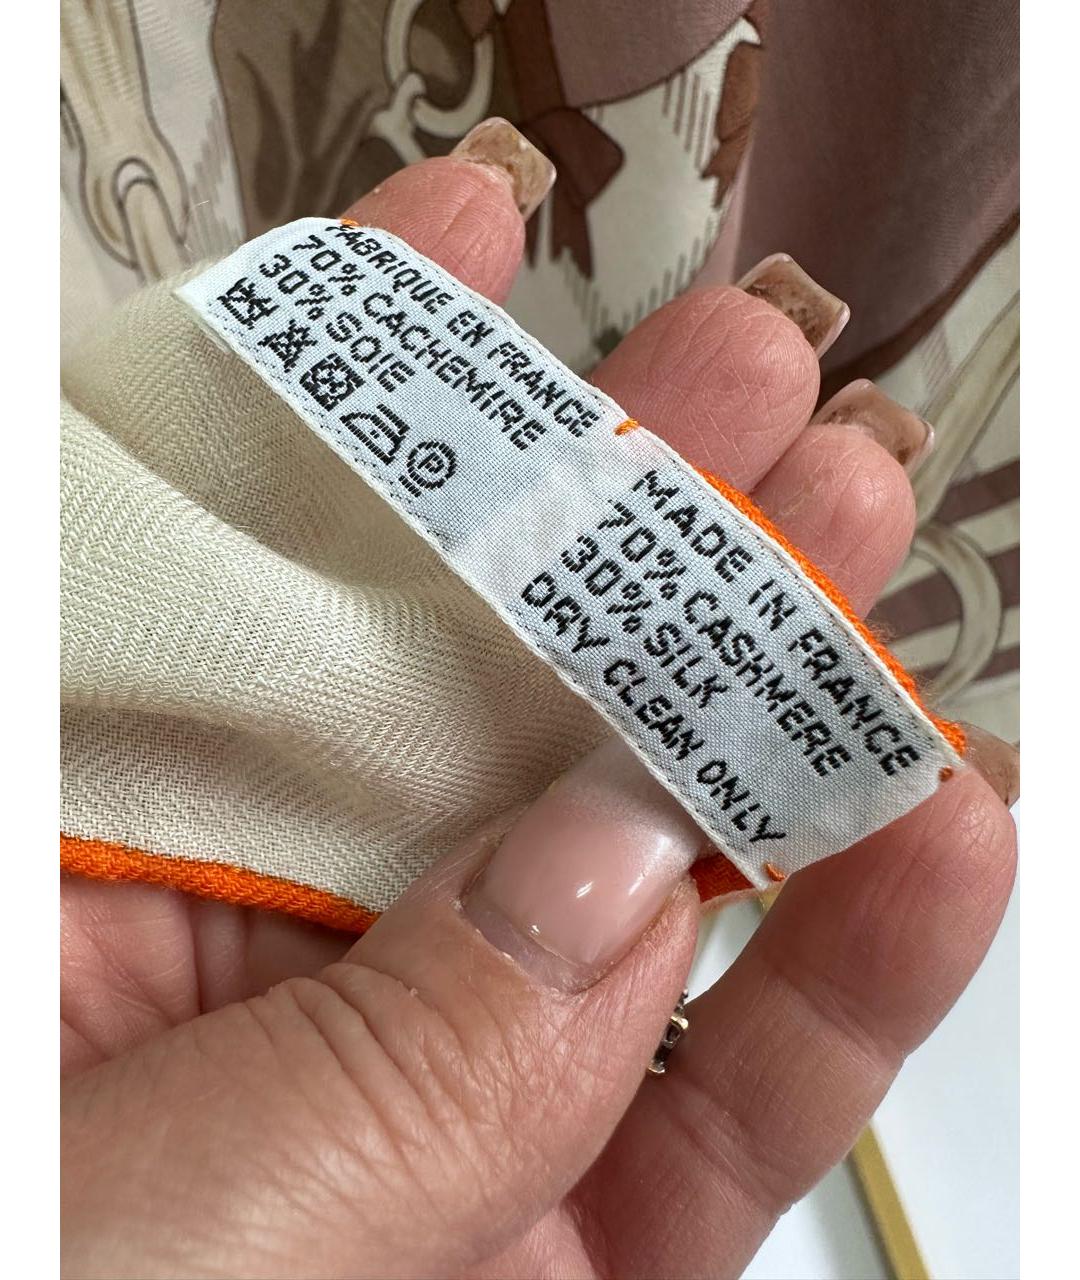 FABRIQUE EN FRANCE
70% CACHEMIRE
30% SOIE
P
MADE IN FRANCE
70% CASHMERE
30% SILK
DRY CLEAN ONLY